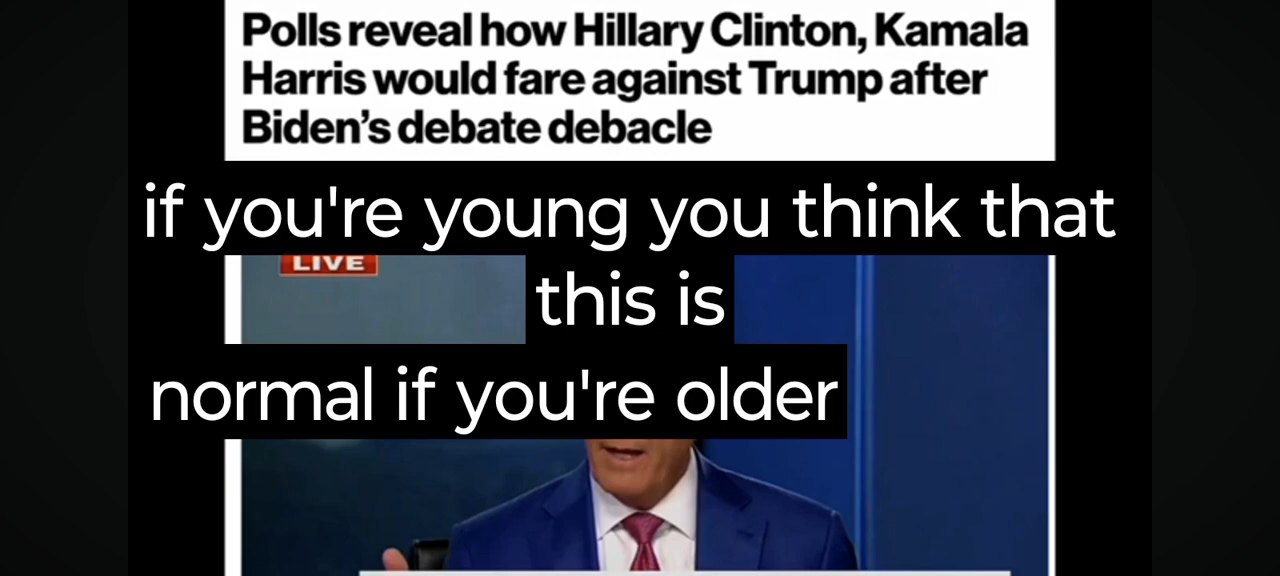 Polls reveal how Hillary Clinton, Kamala
Harris would fare against Trump after
Biden’s debate debacle
if you're young you think that
LIVE
this is
normal if you're older